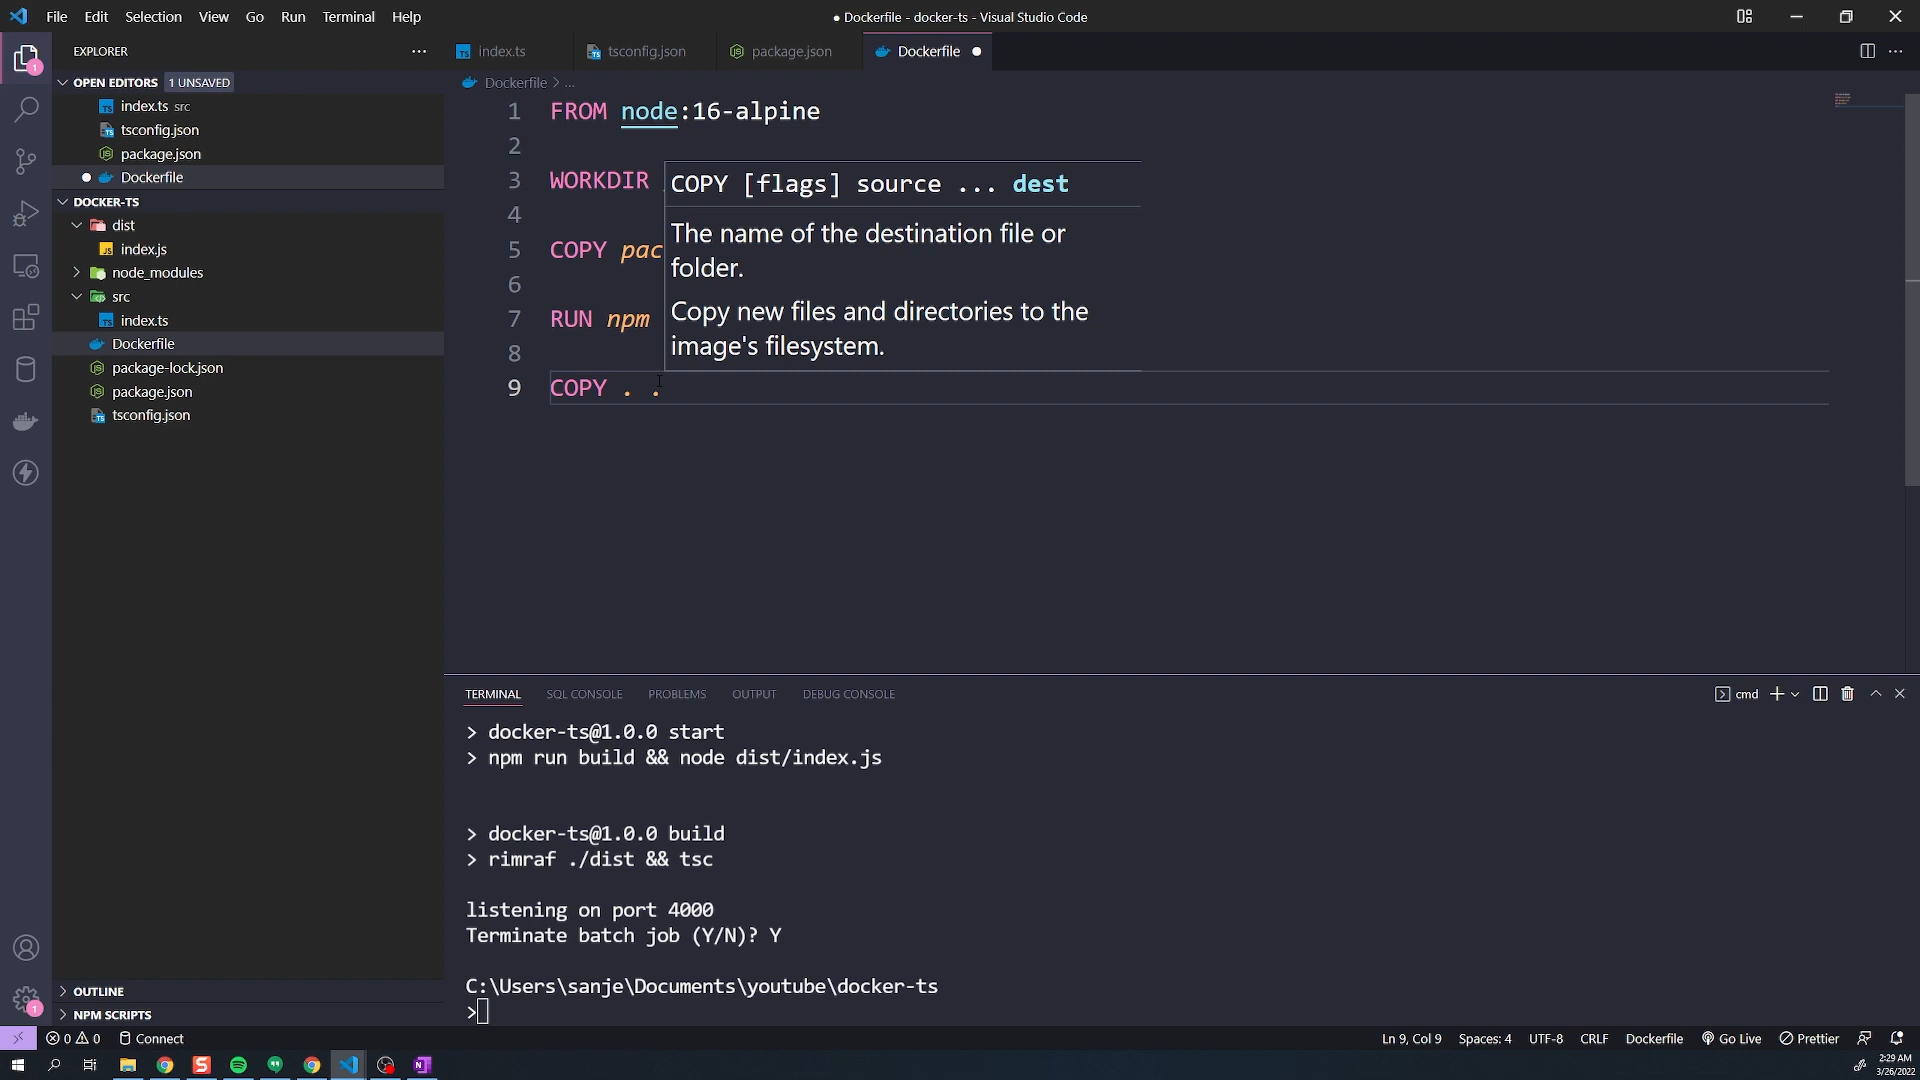 File Edit Selection View Go Run Terminal Help
● Dockerfile - docker-ts - Visual Studio Code
EXPLORER
index.ts
tsconfig.json
package.json
Dockerfile
OPEN EDITORS 1 UNSAVED
index.ts src
tsconfig.json
package.json
Dockerfile
DOCKER-TS
dist
index.js
node_modules
src
index.ts
Dockerfile
package-lock.json
package.json
tsconfig.json
OUTLINE
NPM SCRIPTS
Dockerfile > ...
1 FROM node:16-alpine
2
3 WORKDIR
4
5 COPY pac
6
7 RUN npm
8
9 COPY . .
COPY [flags] source ... dest
The name of the destination file or
folder.
Copy new files and directories to the
image's filesystem.
TERMINAL SQL CONSOLE PROBLEMS OUTPUT DEBUG CONSOLE
cmd
> docker-ts@1.0.0 start
> npm run build && node dist/index.js
> docker-ts@1.0.0 build
> rimraf ./dist && tsc
listening on port 4000
Terminate batch job (Y/N)? Y
C:\Users\sanje\Documents\youtube\docker-ts
>
0 0 Connect
Ln 9, Col 9 Spaces: 4 UTF-8 CRLF Dockerfile Go Live Prettier
2:29 AM
3/26/2022